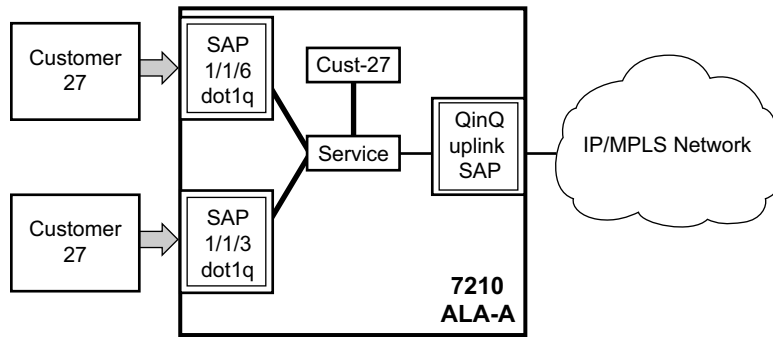 Customer
27
SAP
1/1/6
dot1q
Cust-27
Service
QinQ
uplink
SAP
IP/MPLS Network
Customer
27
SAP
1/1/3
dot1q
7210
ALA-A